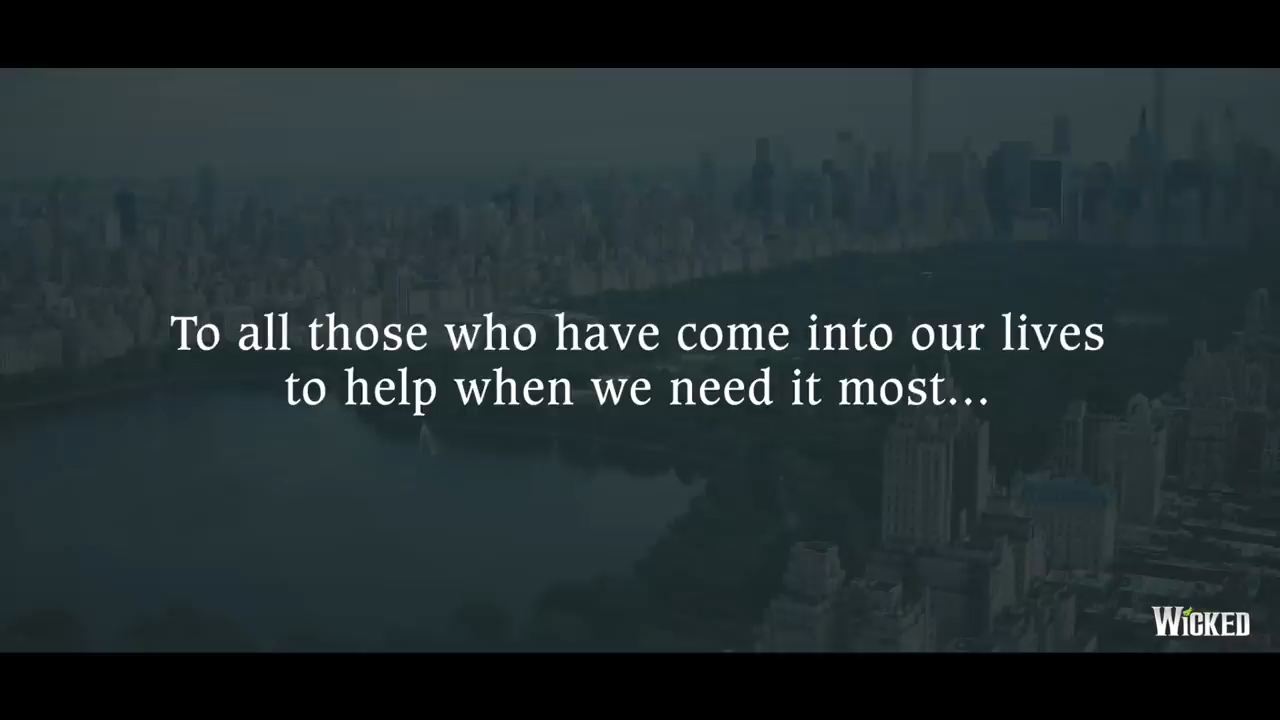 To all those who have come into our lives
to help when we need it most...
WICKED